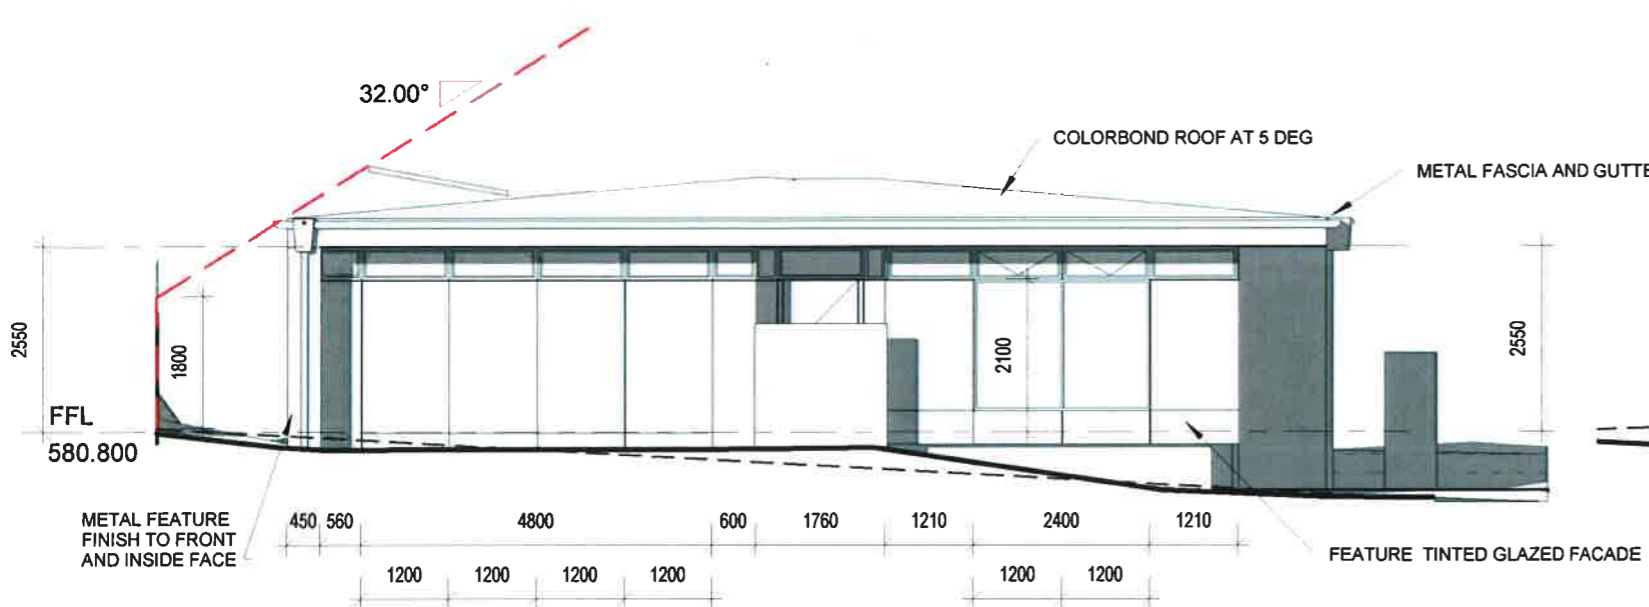 32.00°
COLORBOND ROOF AT 5 DEG
METAL FASCIA AND GUTTE
2550
1800
2100
2550
FFL
580.800
METAL FEATURE
FINISH TO FRONT
AND INSIDE FACE
450 560 4800 600 1760 1210 2400 1210
FEATURE TINTED GLAZED FACADE
1200 1200 1200 1200 1200 1200